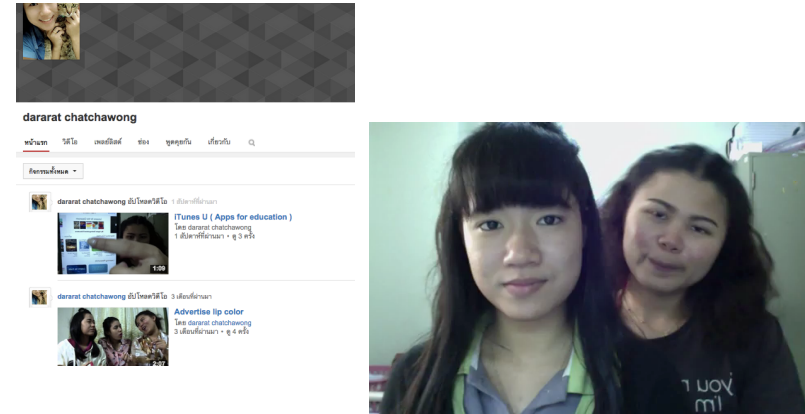 dararat chatchawong
หน้าแรก วิดีโอ เพลย์ลิสต์ ช่อง พูดคุยกัน เกี่ยวกับ
กิจกรรมทั้งหมด
dararat chatchawong อัปโหลดวิดีโอ 1 สัปดาห์ที่ผ่านมา
iTunes U ( Apps for education )
โดย dararat chatchawong
1 สัปดาห์ที่ผ่านมา • ดู 3 ครั้ง
1:09
dararat chatchawong อัปโหลดวิดีโอ 3 เดือนที่ผ่านมา
Advertise lip color
โดย dararat chatchawong
3 เดือนที่ผ่านมา • ดู 4 ครั้ง
2:07
you r
I'm